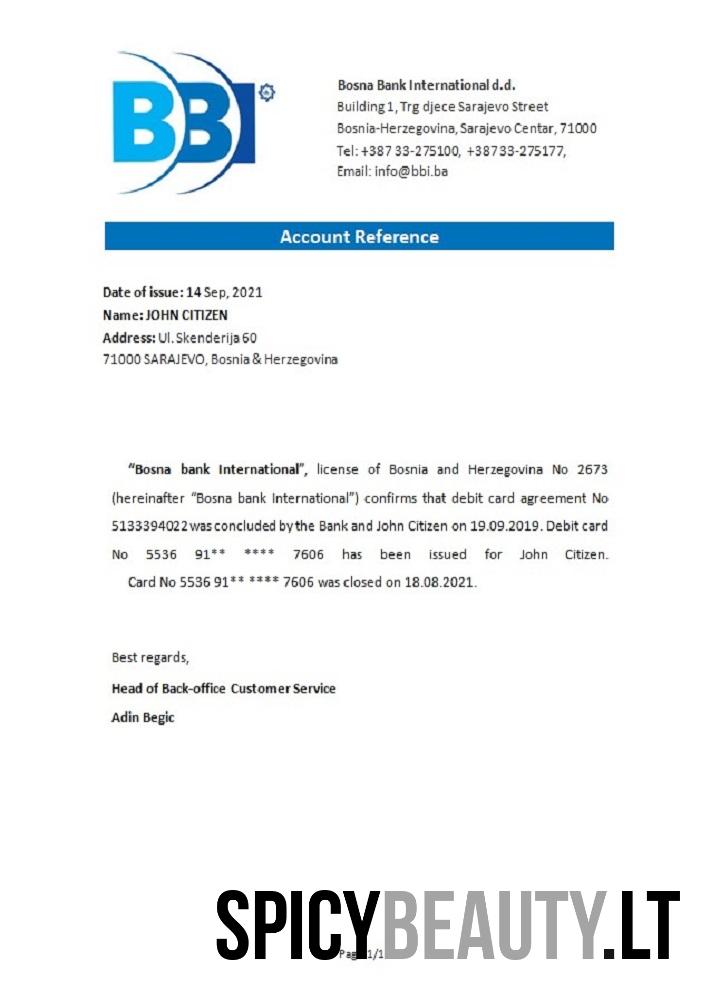 BBI
Bosna Bank International d.d.
Building 1, Trg djece Sarajevo Street
Bosnia-Herzegovina, Sarajevo Centar, 71000
Tel: +387 33-275100, +387 33-275177,
Email: info@bbi.ba
Account Reference
Date of issue: 14 Sep, 2021
Name: JOHN CITIZEN
Address: Ul. Skenderija 60
71000 SARAJEVO, Bosnia & Herzegovina
“Bosna bank International”, license of Bosnia and Herzegovina No 2673
(hereinafter “Bosna bank International”) confirms that debit card agreement No
5133394022 was concluded by the Bank and John Citizen on 19.09.2019. Debit card
No 5536 91** **** 7606 has been issued for John Citizen.
Card No 5536 91** **** 7606 was closed on 18.08.2021.
Best regards,
Head of Back-office Customer Service
Adin Begic
SPICYBEAUTY.LT
Page 1/1